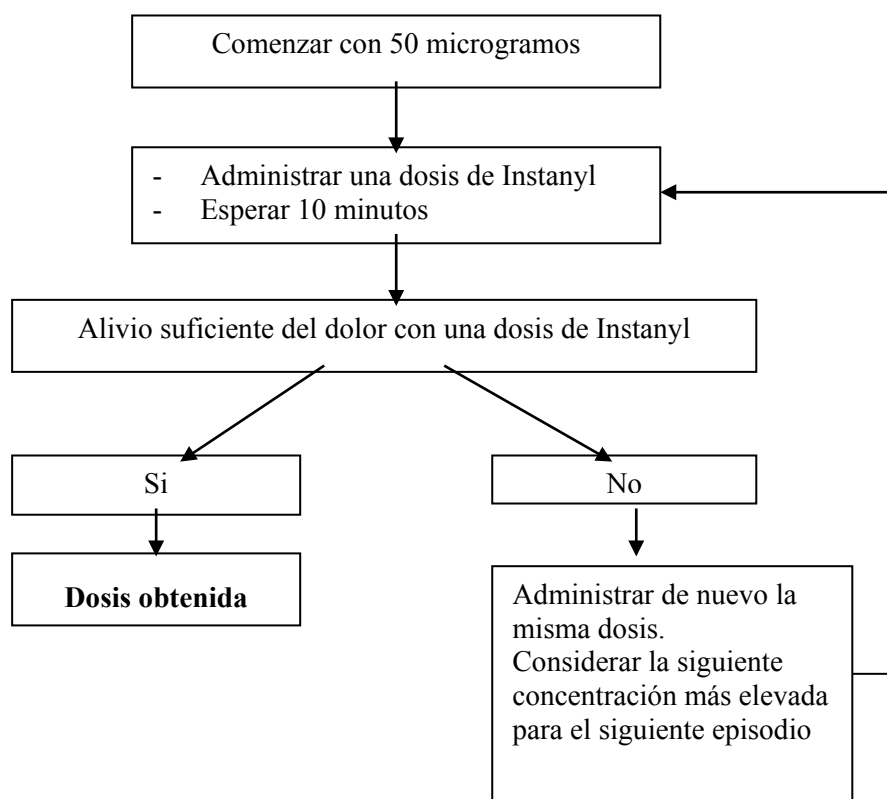 Comenzar con 50 microgramos
- Administrar una dosis de Instanyl
- Esperar 10 minutos
Alivio suficiente del dolor con una dosis de Instanyl
Si
No
Dosis obtenida
Administrar de nuevo la
misma dosis.
Considerar la siguiente
concentración más elevada
para el siguiente episodio